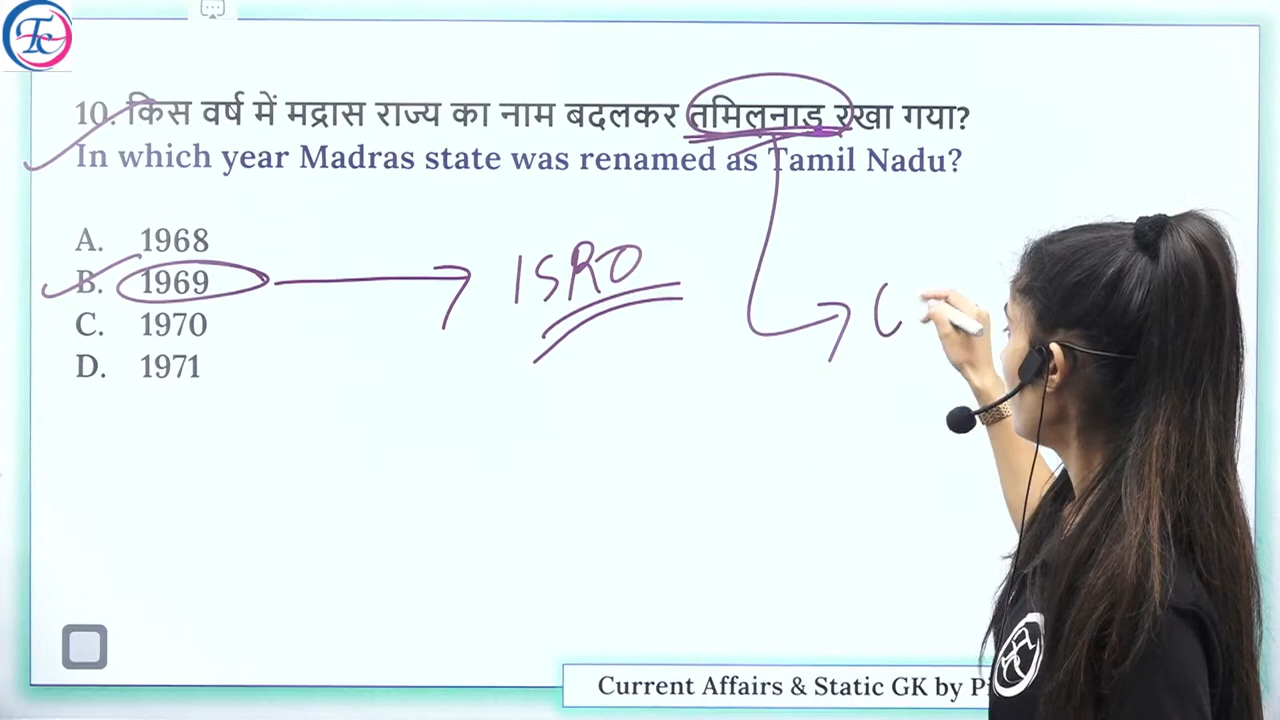 10. किस वर्ष में मद्रास राज्य का नाम बदलकर तमिलनाडु रखा गया?
In which year Madras state was renamed as Tamil Nadu?
A. 1968
B. 1969
C. 1970
D. 1971
ISRO
Current Affairs & Static GK by